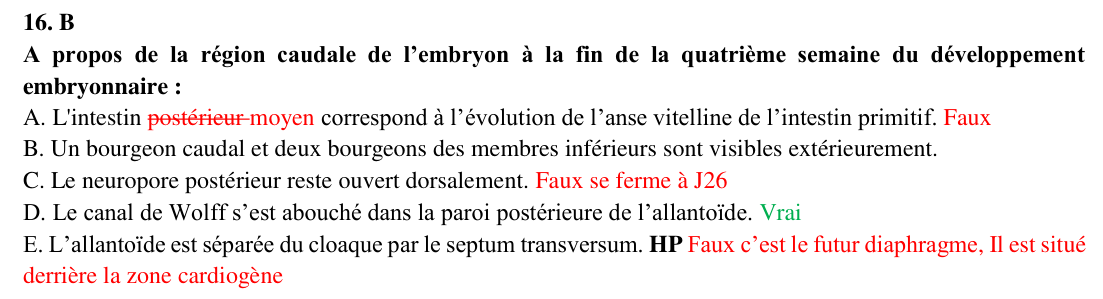 16. B
A propos de la région caudale de l’embryon à la fin de la quatrième semaine du développement
embryonnaire :
A. L'intestin postérieur moyen correspond à l’évolution de l’anse vitelline de l’intestin primitif. Faux
B. Un bourgeon caudal et deux bourgeons des membres inférieurs sont visibles extérieurement.
C. Le neuropore postérieur reste ouvert dorsalement. Faux se ferme à J26
D. Le canal de Wolff s’est abouché dans la paroi postérieure de l’allantoïde. Vrai
E. L’allantoïde est séparée du cloaque par le septum transversum. HP Faux c’est le futur diaphragme, Il est situé
derrière la zone cardiogène